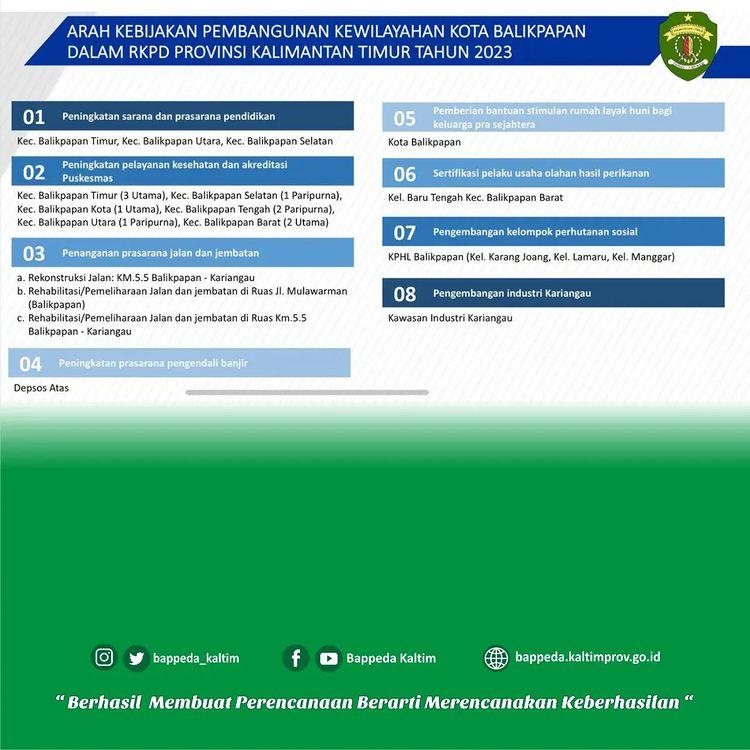 ARAH KEBIJAKAN PEMBANGUNAN KEWILAYAHAN KOTA BALIKPAPAN
DALAM RKPD PROVINSI KALIMANTAN TIMUR TAHUN 2023
01 Peningkatan sarana dan prasarana pendidikan
Kec. Balikpapan Timur, Kec. Balikpapan Utara, Kec. Balikpapan Selatan
02 Peningkatan pelayanan kesehatan dan akreditasi
Puskesmas
Kec. Balikpapan Timur (3 Utama), Kec. Balikpapan Selatan (1 Paripurna),
Kec. Balikpapan Kota (1 Utama), Kec. Balikpapan Tengah (2 Paripurna),
Kec. Balikpapan Utara (1 Paripurna), Kec. Balikpapan Barat (2 Utama)
03 Penanganan prasarana jalan dan jembatan
a. Rekonstruksi Jalan: KM.5.5 Balikpapan - Kariangau
b. Rehabilitasi/Pemeliharaan Jalan dan jembatan di Ruas Jl. Mulawarman
(Balikpapan)
c. Rehabilitasi/Pemeliharaan Jalan dan jembatan di Ruas Km.5.5
Balikpapan - Kariangau
04 Peningkatan prasarana pengendali banjir
Depsos Atas
05 Pemberian bantuan stimulan rumah layak huni bagi
keluarga pra sejahtera
Kota Balikpapan
06 Sertifikasi pelaku usaha olahan hasil perikanan
Kel. Baru Tengah Kec. Balikpapan Barat
07 Pengembangan kelompok perhutanan sosial
KPHL Balikpapan (Kel. Karang Joang, Kel. Lamaru, Kel. Manggar)
08 Pengembangan industri Kariangau
Kawasan Industri Kariangau
bappeda_kaltim
Bappeda Kaltim
bappeda.kaltimprov.go.id
“ Berhasil Membuat Perencanaan Berarti Merencanakan Keberhasilan “